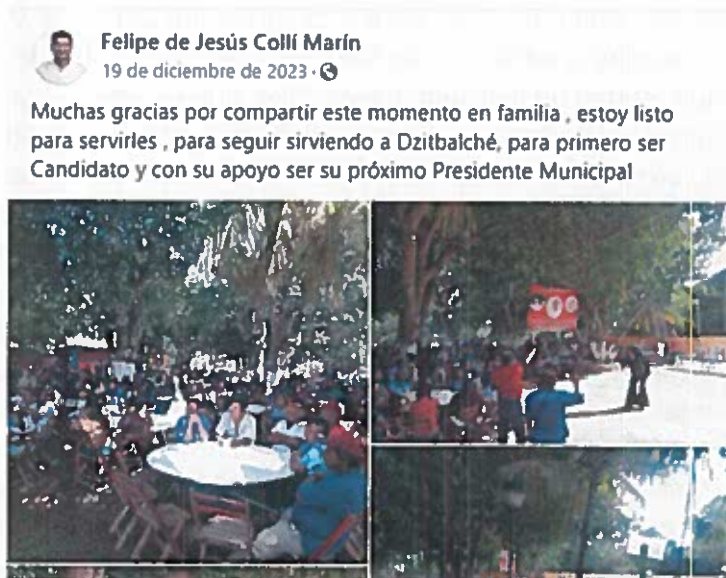 Felipe de Jesús Collí Marín
19 de diciembre de 2023 ·
Muchas gracias por compartir este momento en familia , estoy listo
para servirles , para seguir sirviendo a Dzitbalché, para primero ser
Candidato y con su apoyo ser su próximo Presidente Municipal